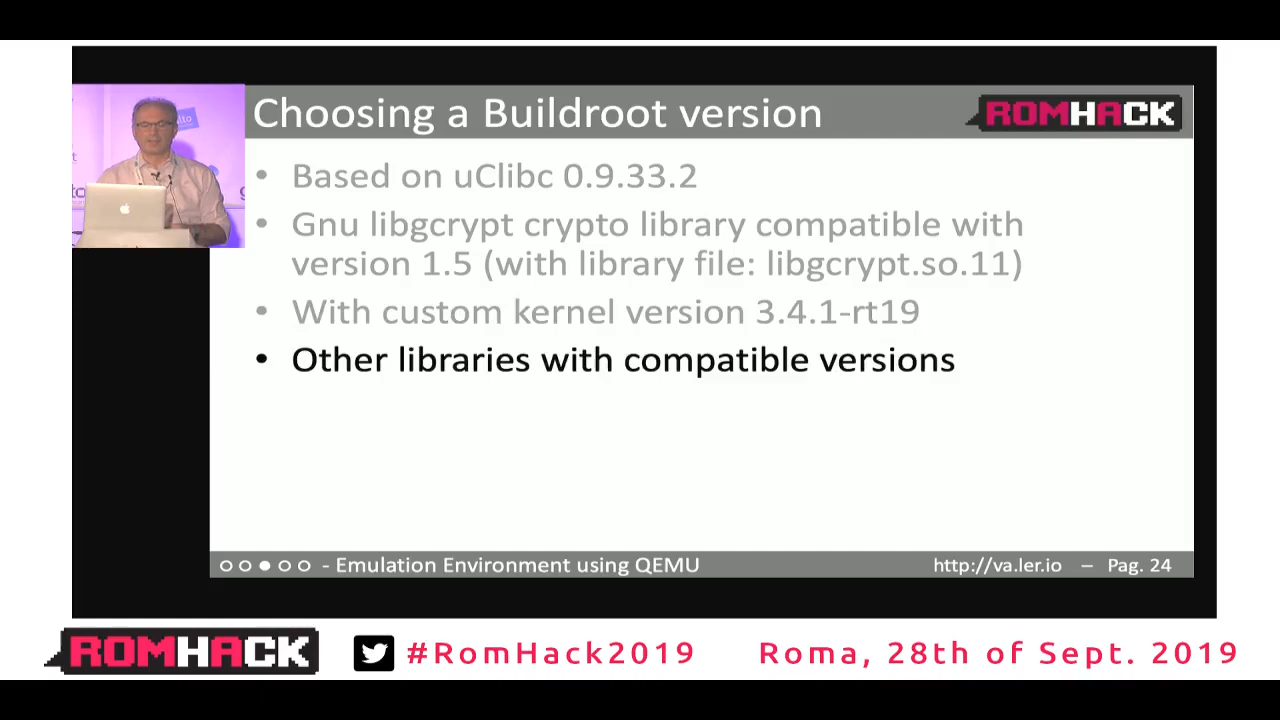 Choosing a Buildroot version
ROMHACK
• Based on uClibc 0.9.33.2
• Gnu libgcrypt crypto library compatible with
version 1.5 (with library file: libgcrypt.so.11)
• With custom kernel version 3.4.1-rt19
• Other libraries with compatible versions
- Emulation Environment using QEMU
http://va.ler.io – Pag. 24
ROMHACK
#RomHack2019
Roma, 28th of Sept. 2019